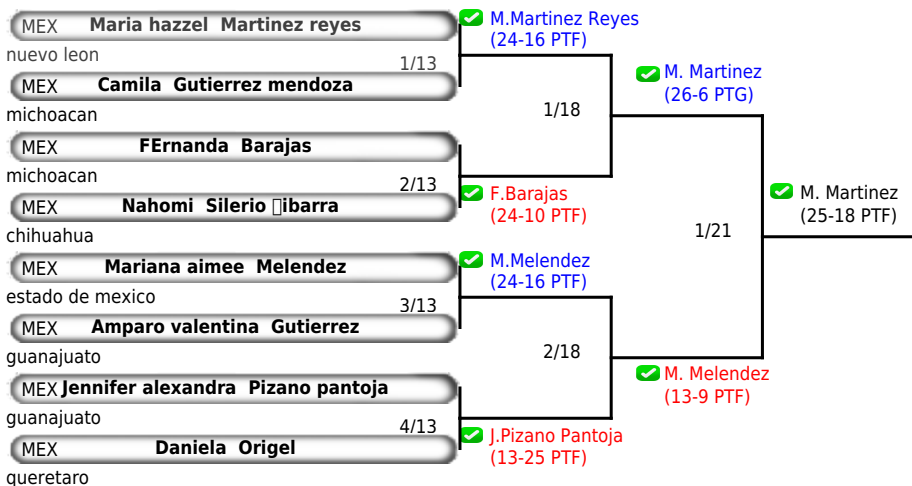 MEX Maria hazzel Martinez reyes
nuevo leon
1/13
MEX Camila Gutierrez mendoza
michoacan
MEX FErnanda Barajas
michoacan
2/13
MEX Nahomi Silerio ▯ibarra
chihuahua
MEX Mariana aimee Melendez
estado de mexico
3/13
MEX Amparo valentina Gutierrez
guanajuato
MEX Jennifer alexandra Pizano pantoja
guanajuato
4/13
MEX Daniela Origel
queretaro
M.Martinez Reyes
(24-16 PTF)
1/18
F.Barajas
(24-10 PTF)
M.Melendez
(24-16 PTF)
2/18
J.Pizano Pantoja
(13-25 PTF)
M. Martinez
(26-6 PTG)
1/21
M. Melendez
(13-9 PTF)
M. Martinez
(25-18 PTF)